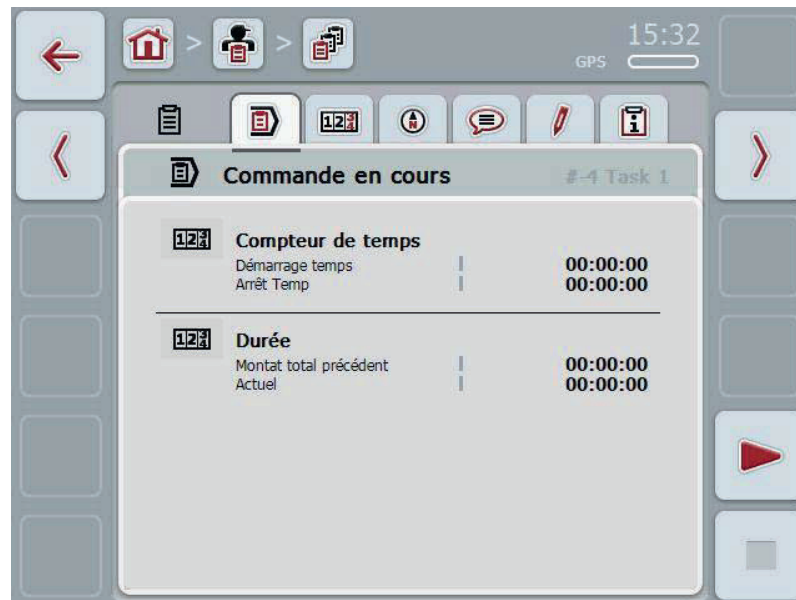 > >
15:32
GPS
Commande en cours #-4 Task 1
Compteur de temps
Démarrage temps 00:00:00
Arrêt Temp 00:00:00
Durée
Montat total précédent 00:00:00
Actuel 00:00:00